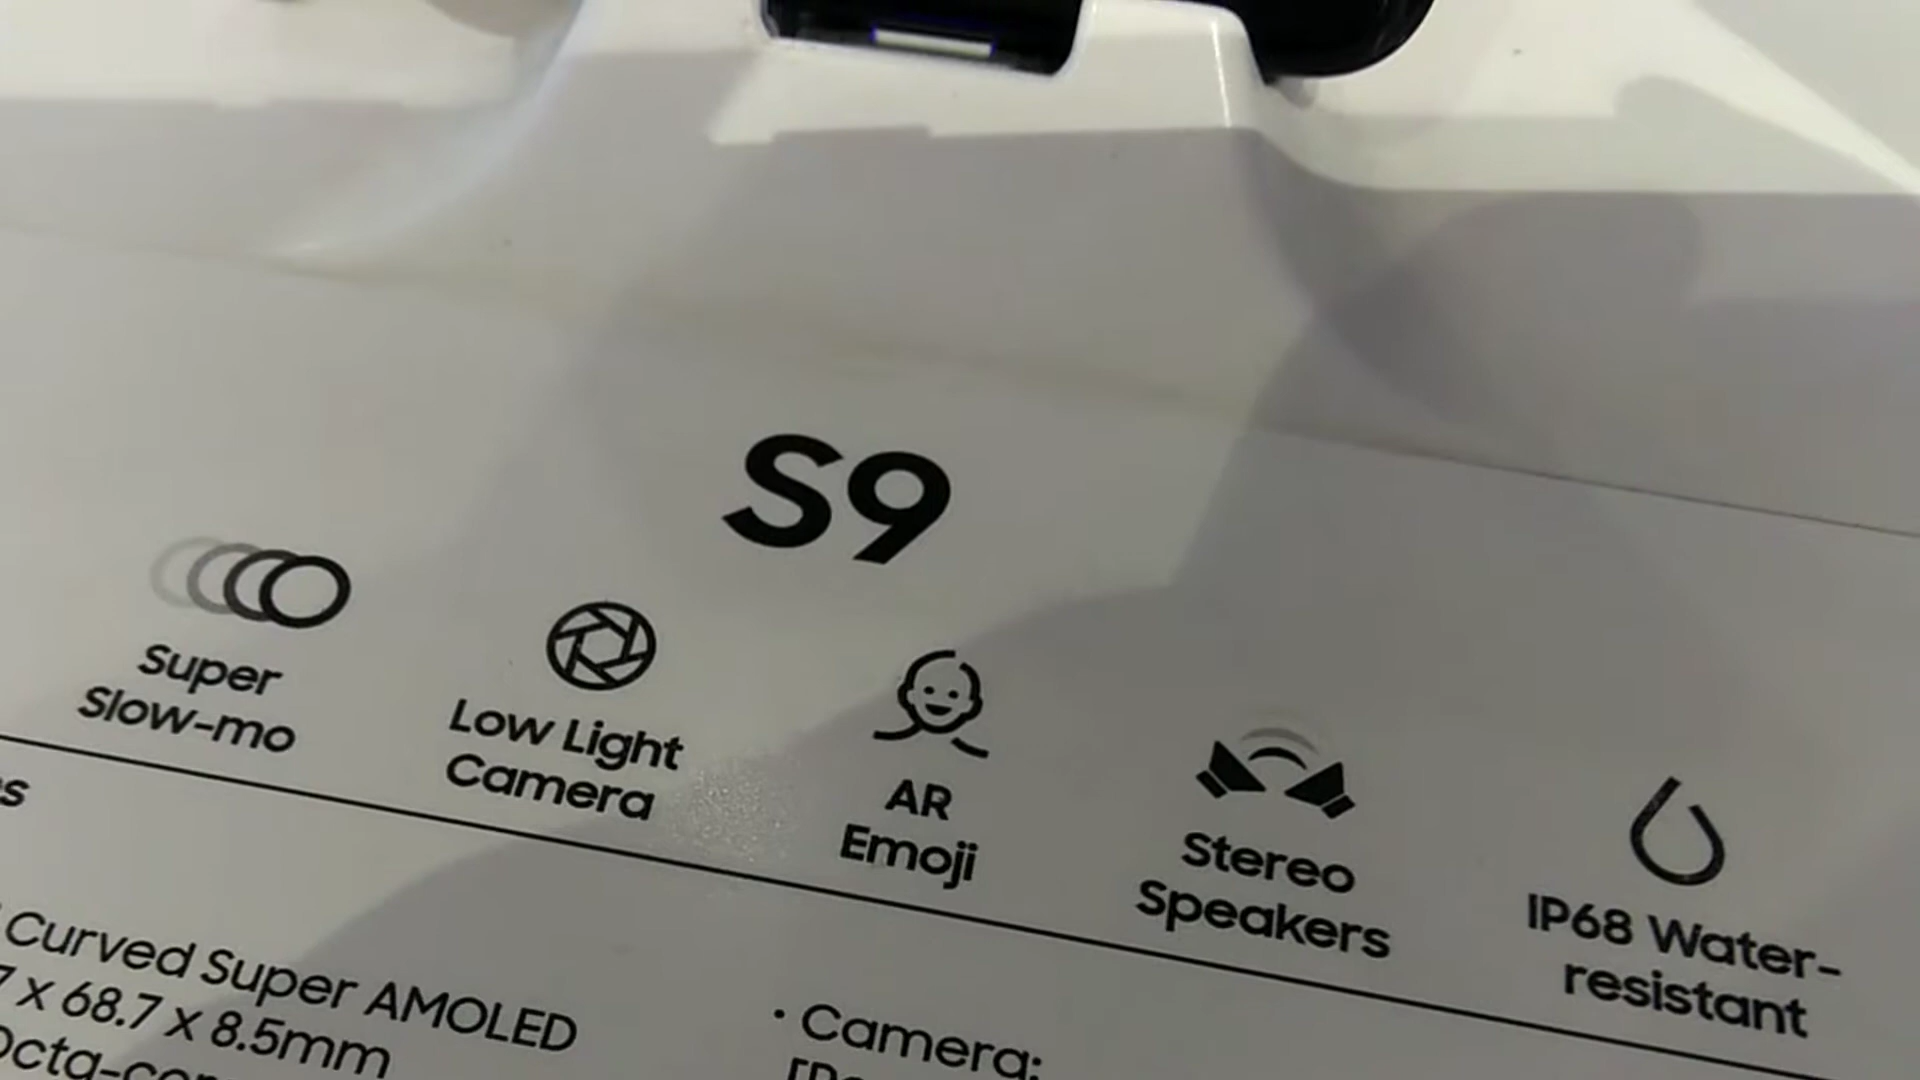 S9
Super
Slow-mo
Low Light
Camera
AR
Emoji
Stereo
Speakers
IP68 Water-
resistant
Curved Super AMOLED
7 x 68.7 x 8.5mm
· Camera: